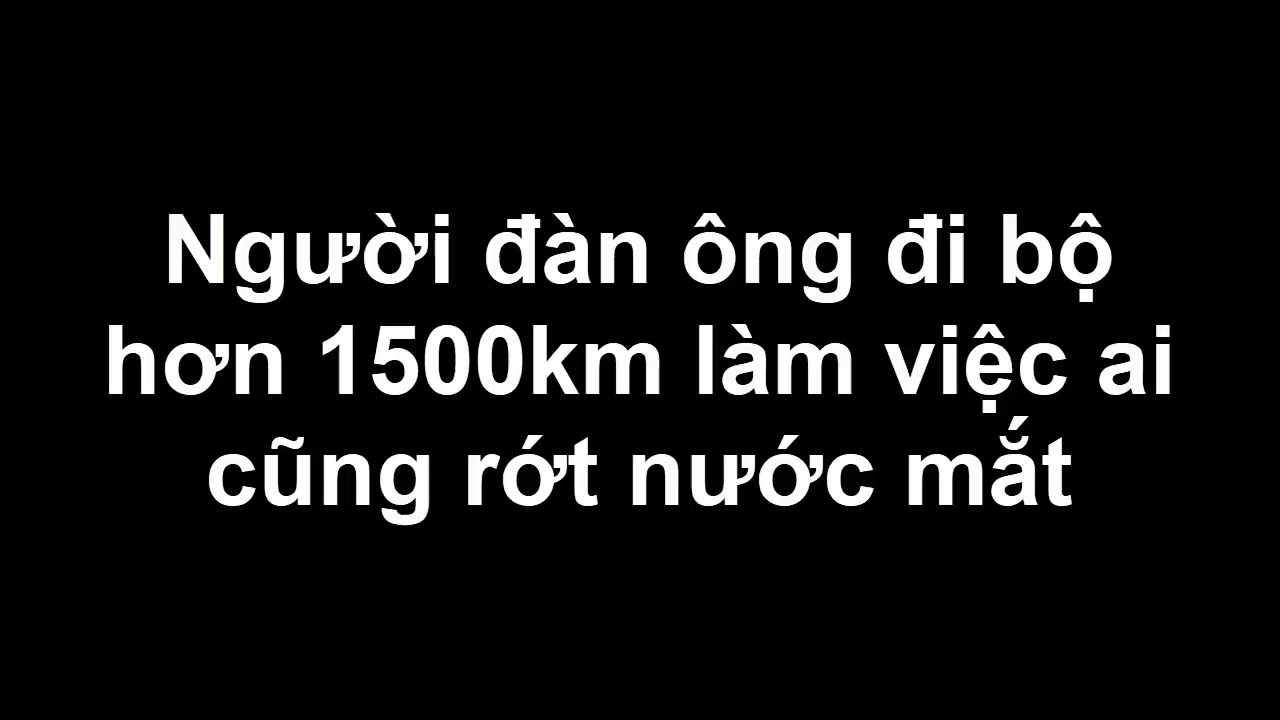 Người đàn ông đi bộ
hơn 1500km làm việc ai
cũng rớt nước mắt